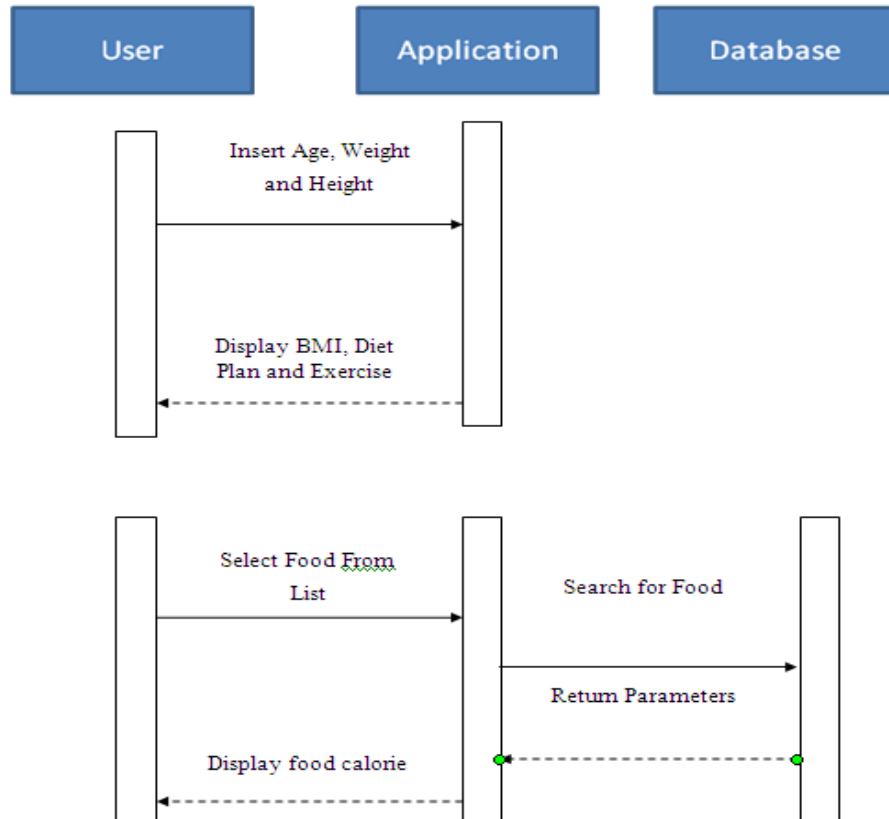 User
Application
Database
Insert Age, Weight
and Height
Display BMI, Diet
Plan and Exercise
Select Food From
List
Search for Food
Return Parameters
Display food calorie